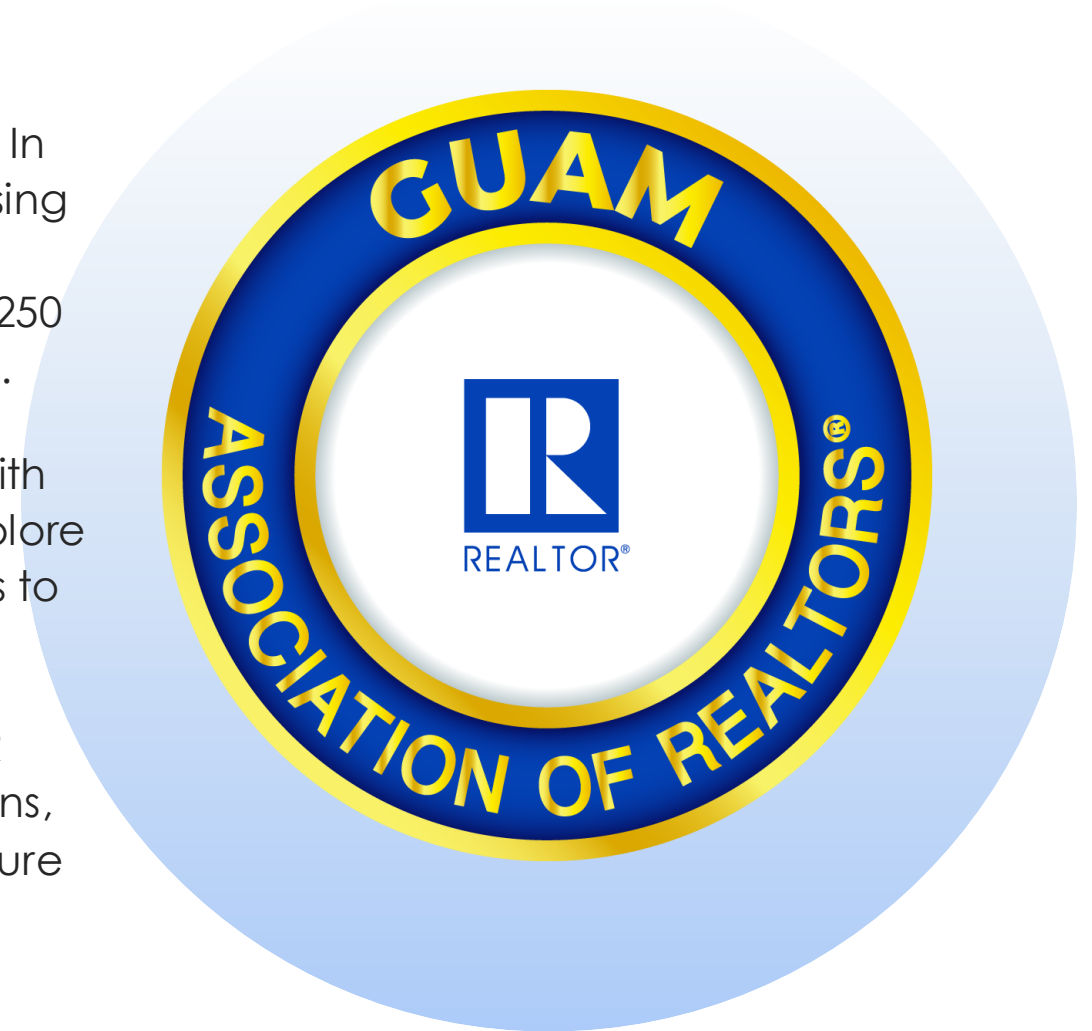 In
sing
250
.
ith
plore
s to
ns,
ure
GUAM
ASSOCIATION OF REALTORS®
REALTOR®